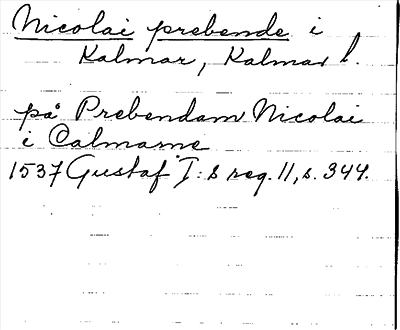 Nicolai prebende i
Kalmar, Kalmar l.
på Prebendam Nicolai
i Calmarne
1537 Gustaf I:s reg. 11, s. 344.